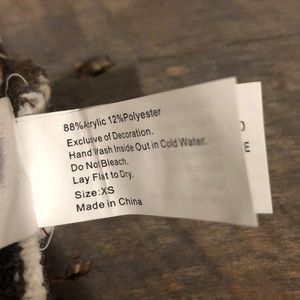 88%Acrylic 12%Polyester
Exclusive of Decoration.
Hand Wash Inside Out in Cold Water.
Do Not Bleach.
Lay Flat to Dry.
Size:XS
Made in China
E